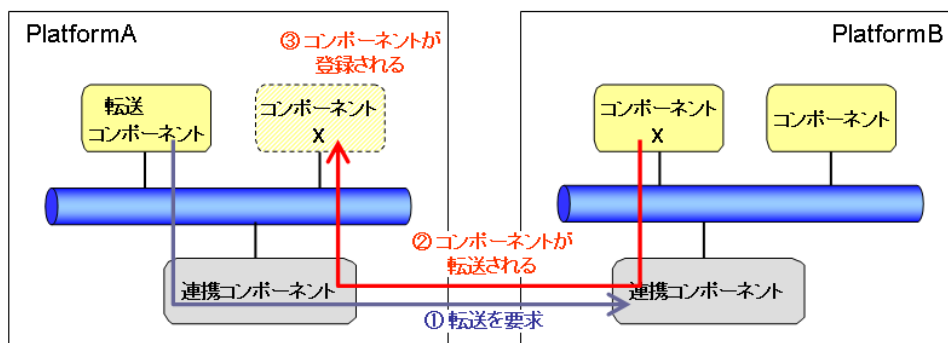 PlatformA
PlatformB
③コンポーネントが
登録される
転送
コンポーネント
コンポーネント
X
コンポーネント
X
コンポーネント
②コンポーネントが
転送される
連携コンポーネント
連携コンポーネント
①転送を要求